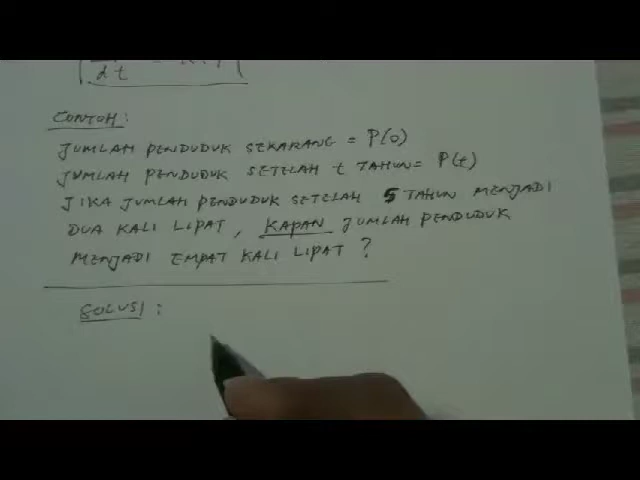 dt
CONTOH:
JUMLAH PENDUDUK SEKARANG = P(0)
JUMLAH PENDUDUK SETELAH t TAHUN = P(t)
JIKA JUMLAH PENDUDUK SETELAH 5 TAHUN MENJADI
DUA KALI LIPAT, KAPAN JUMLAH PENDUDUK
MENJADI EMPAT KALI LIPAT ?
SOLUSI :